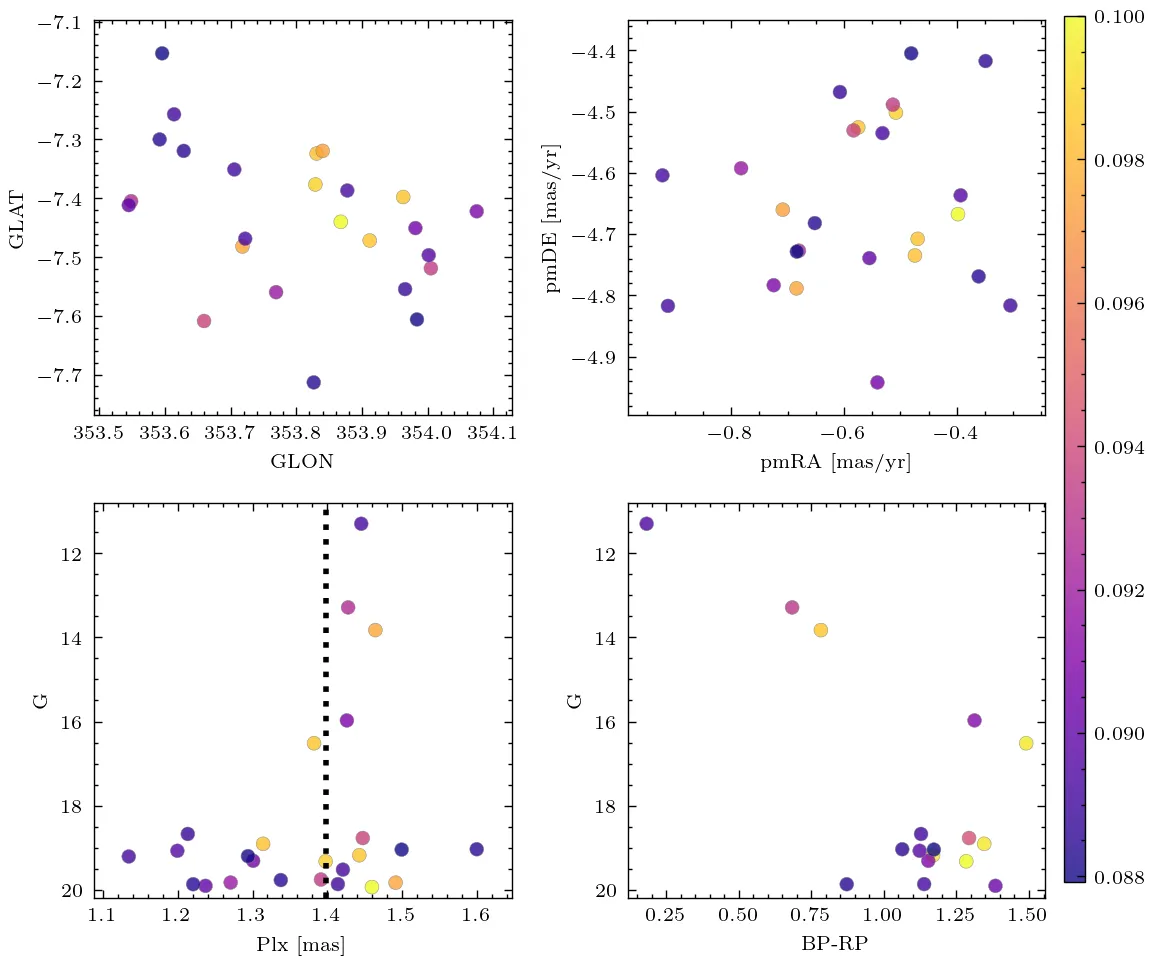 −7.1
−7.2
−7.3
−7.4
−7.5
−7.6
−7.7
GLAT
353.5 353.6 353.7 353.8 353.9 354.0 354.1
GLON
−4.4
−4.5
−4.6
−4.7
−4.8
−4.9
pmDE [mas/yr]
−0.8 −0.6 −0.4
pmRA [mas/yr]
0.100
0.098
0.096
0.094
0.092
0.090
0.088
12
14
16
18
20
G
1.1 1.2 1.3 1.4 1.5 1.6
Plx [mas]
12
14
16
18
20
G
0.25 0.50 0.75 1.00 1.25 1.50
BP-RP